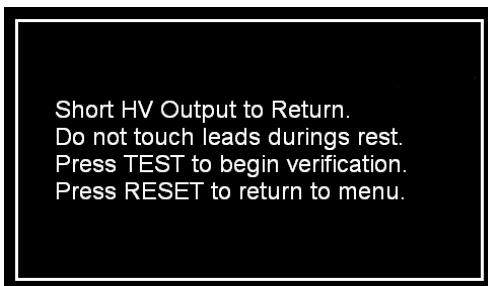 Short HV Output to Return.
Do not touch leads durings rest.
Press TEST to begin verification.
Press RESET to return to menu.